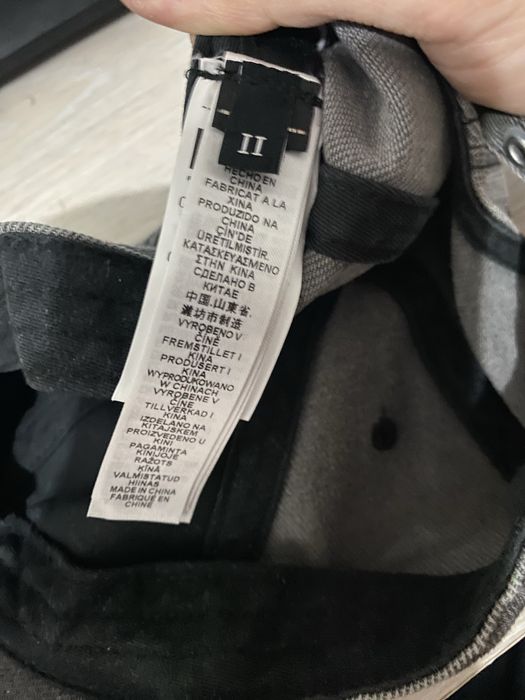 II
HECHO EN
CHINA
FABRICAT A LA
XINA
PRODUZIDO NA
CHINA
ÇİN'DE
ÜRETİLMİŞTİR.
ΚΑΤΑΣΚΕΥΑΣΜΕΝΟ
ΣΤΗΝ ΚΙΝΑ
СДЕЛАНО В
КИТАЕ
中国.山東省.
濰坊市制造
VYROBENO V
ČÍNĚ
FREMSTILLET I
KINA
PRODUSERT I
KINA
WYPRODUKOWANO
W CHINACH
VYROBENÉ V
ČÍNE
TILLVERKAD I
KINA
IZDELANO NA
KITAJSKEM
PROIZVEDENO U
KINI
PAGAMINTA
KINIJOJE
RAŽOTS
ĶĪNĀ
VALMISTATUD
HIINAS
MADE IN CHINA
FABRIQUÉ EN
CHINE